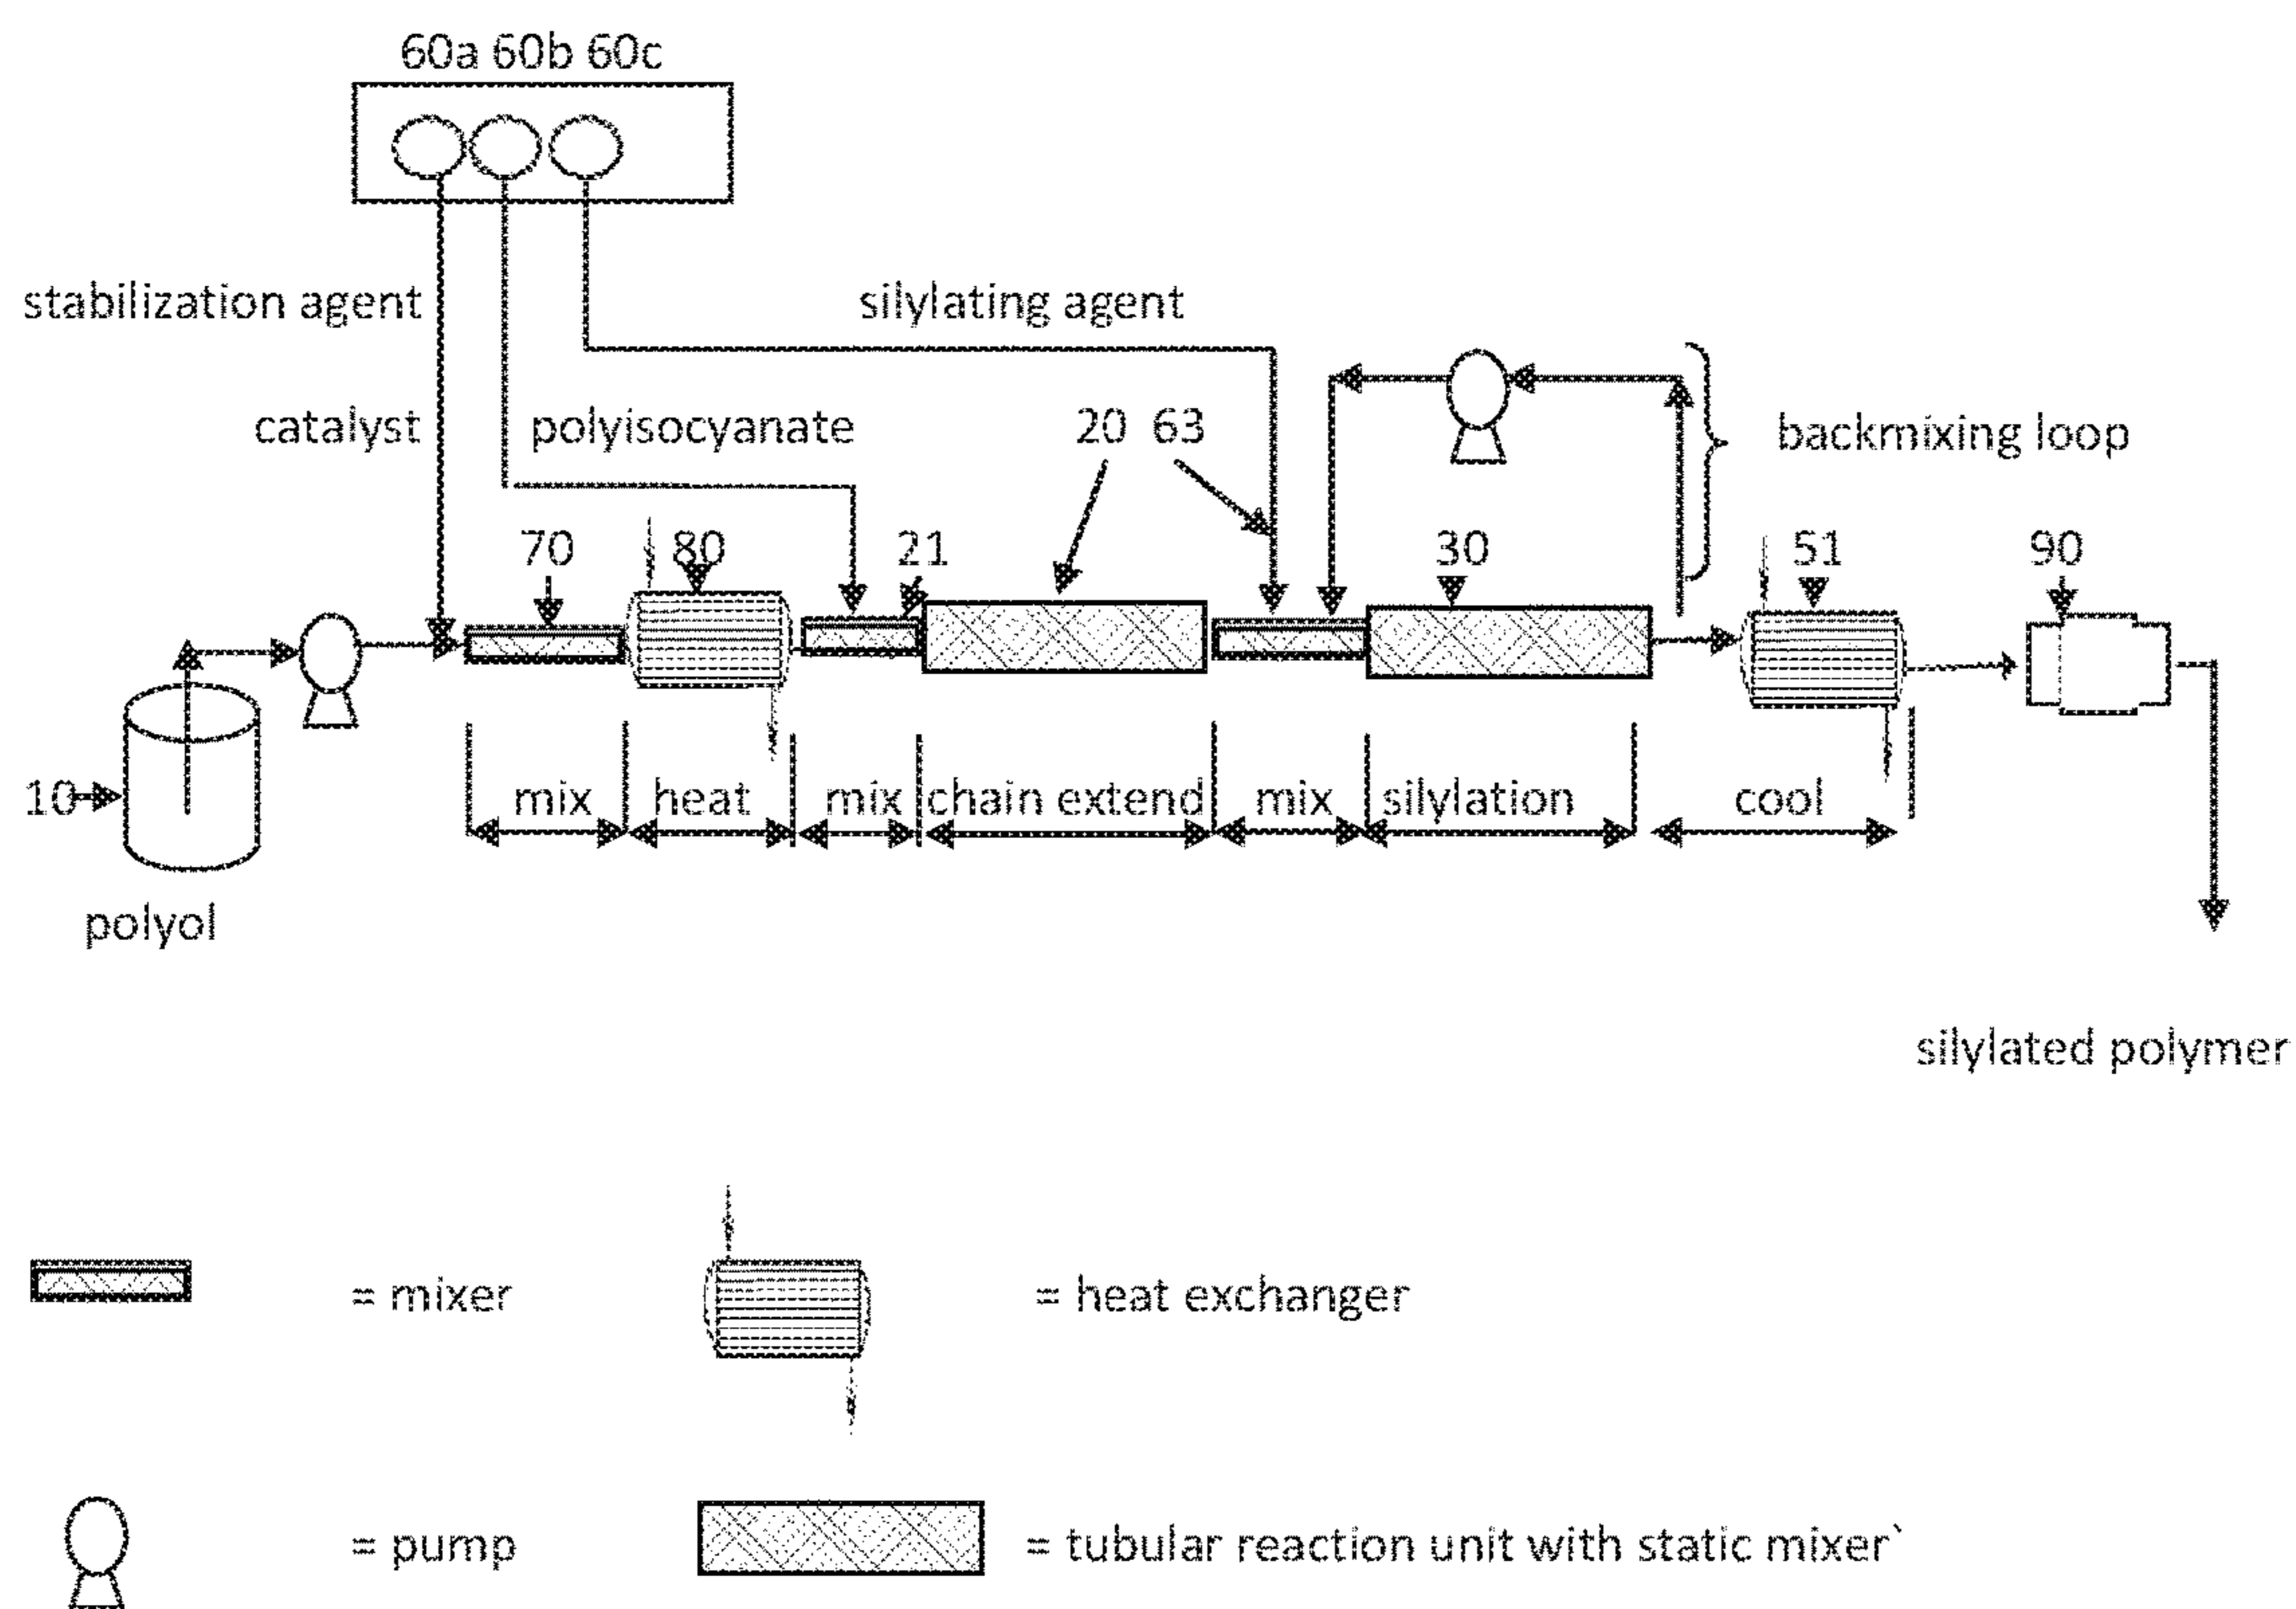 60a 60b 60c
stabilization agent
silylating agent
catalyst
polyisocyanate
20 63
backmixing loop
70
80
21
30
51
90
10
mix
heat
mix
chain extend
mix
silylation
cool
polyol
silylated polymer
= mixer
= heat exchanger
= pump
= tubular reaction unit with static mixer`